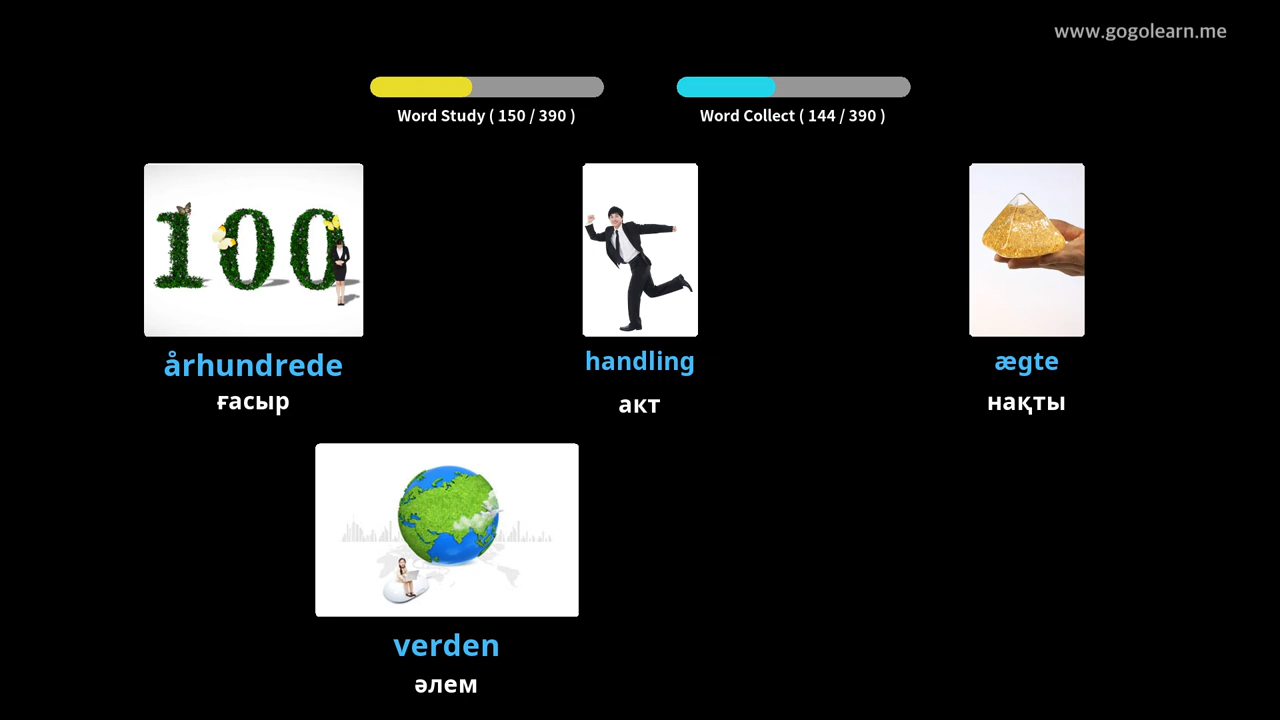 www.gogolearn.me
Word Study ( 150 / 390 )
Word Collect ( 144 / 390 )
100
århundrede
ғасыр
handling
акт
ægte
нақты
verden
әлем